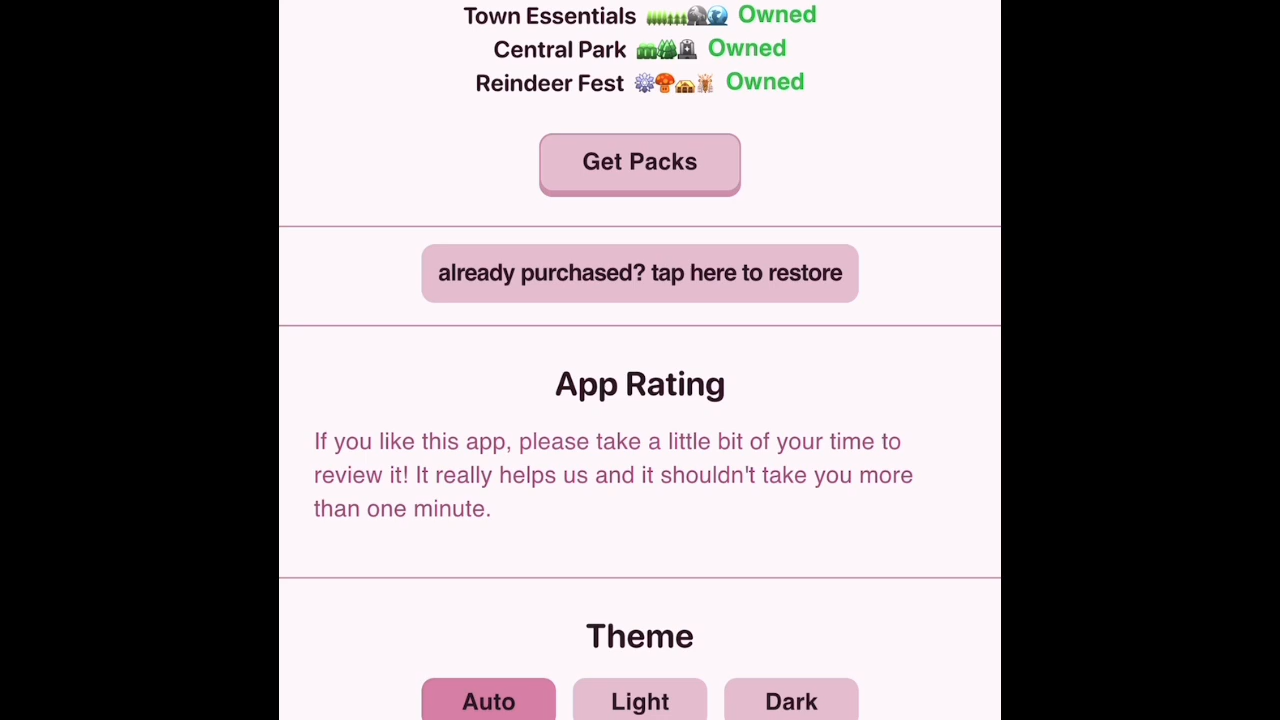 Town Essentials Owned
Central Park Owned
Reindeer Fest Owned
Get Packs
already purchased? tap here to restore
App Rating
If you like this app, please take a little bit of your time to
review it! It really helps us and it shouldn't take you more
than one minute.
Theme
Auto Light Dark